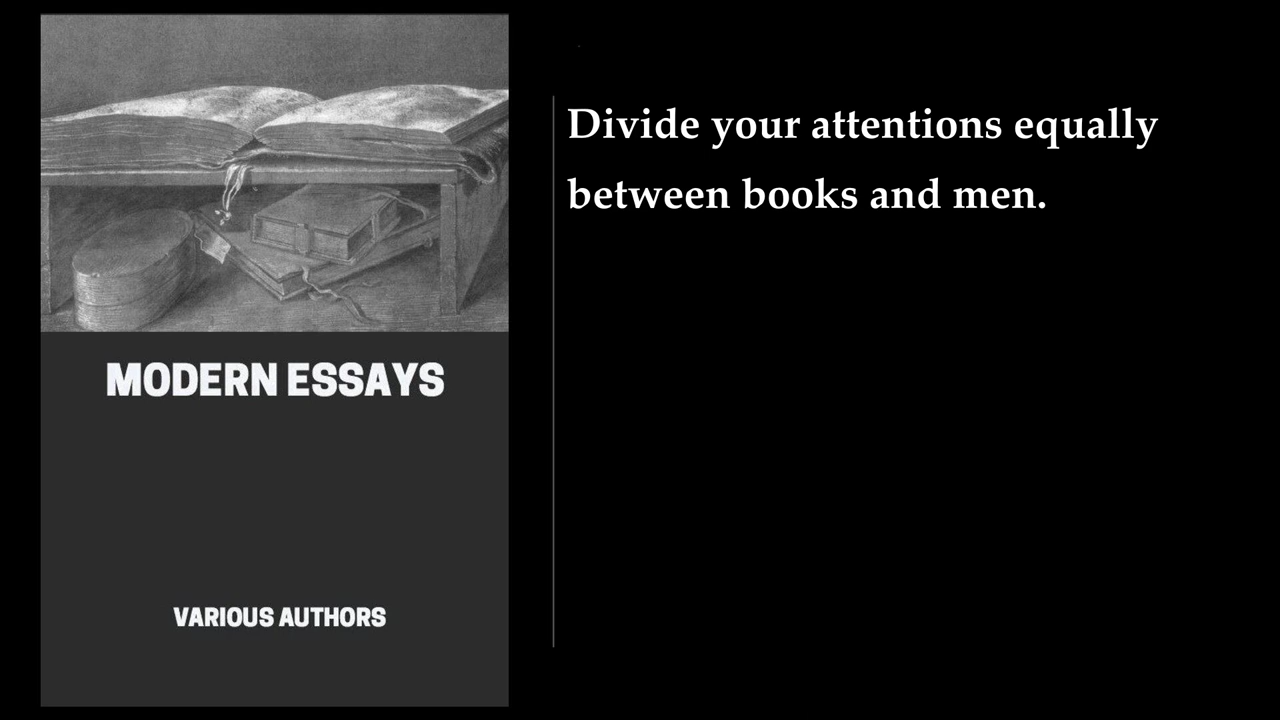 MODERN ESSAYS
VARIOUS AUTHORS
Divide your attentions equally
between books and men.